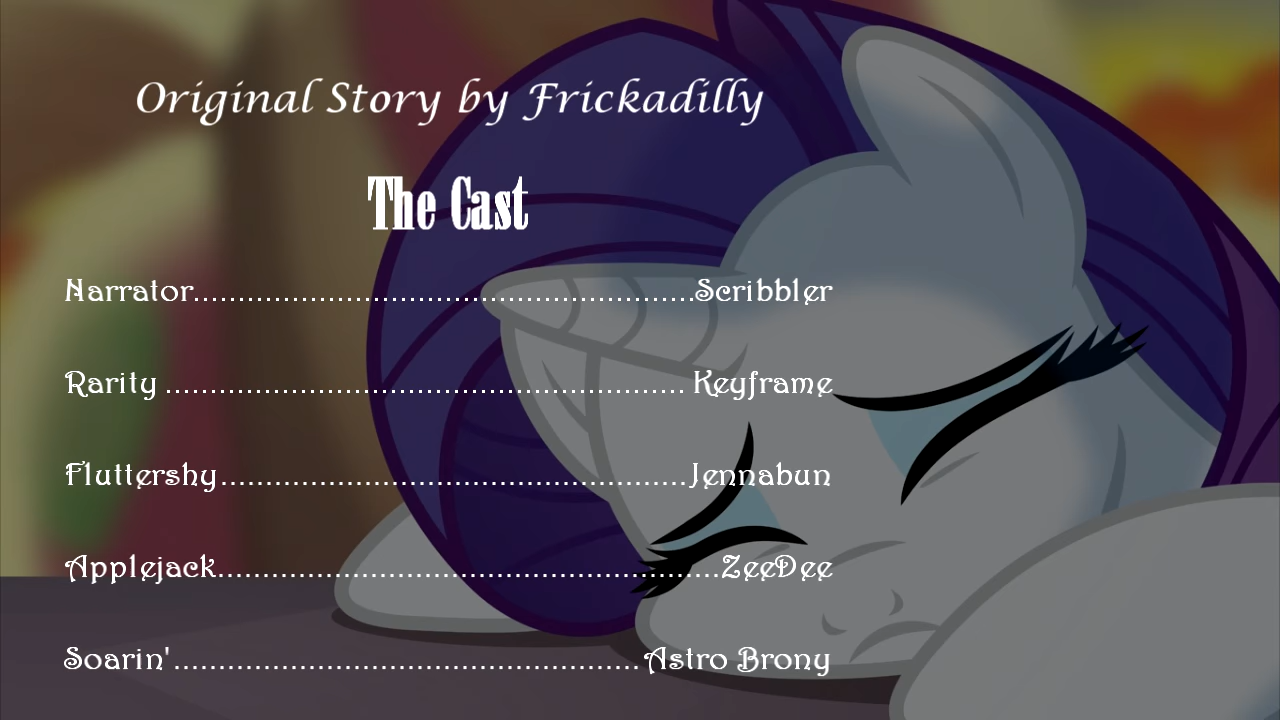 Original Story by Frickadilly
The Cast
Narrator........................................................Scribbler
Rarity .......................................................... Keyframe
Fluttershy....................................................Jennabun
Applejack........................................................ZeeDee
Soarin'.................................................... Astro Brony